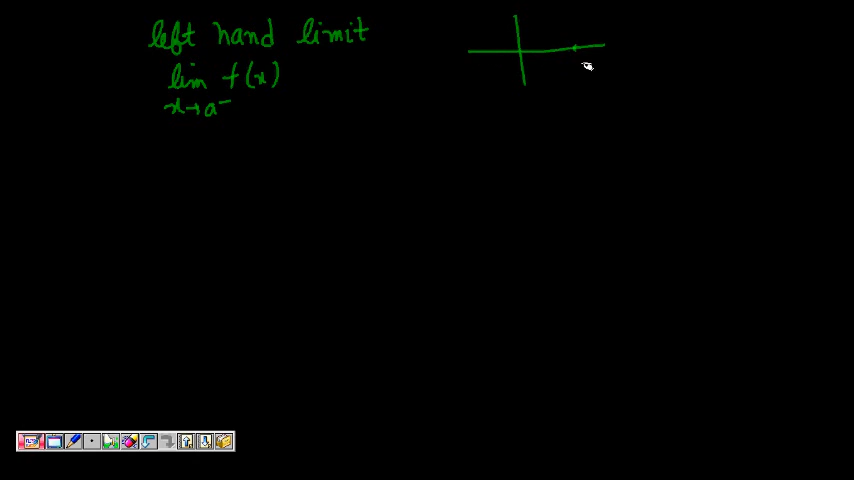 left hand limit
lim f(x)
x→a⁻